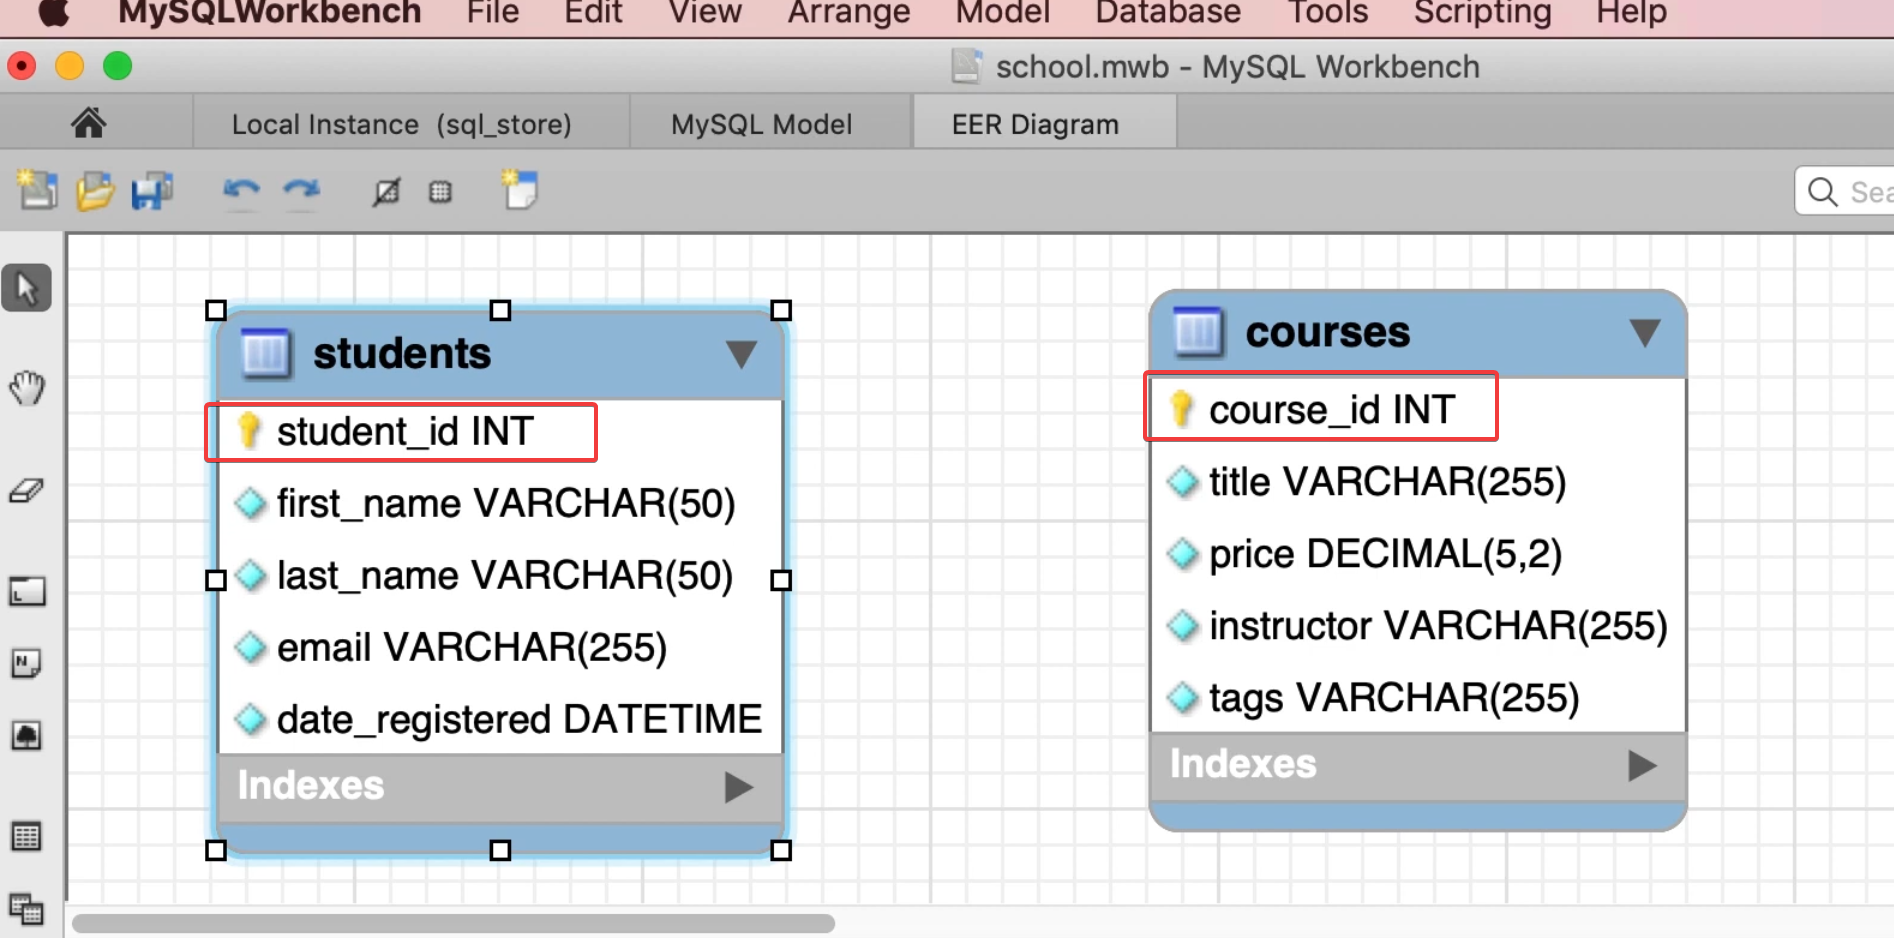 MySQLWorkbench File Edit View Arrange Model Database Tools Scripting Help
school.mwb - MySQL Workbench
Local Instance (sql_store) MySQL Model EER Diagram
students
student_id INT
first_name VARCHAR(50)
last_name VARCHAR(50)
email VARCHAR(255)
date_registered DATETIME
Indexes
courses
course_id INT
title VARCHAR(255)
price DECIMAL(5,2)
instructor VARCHAR(255)
tags VARCHAR(255)
Indexes